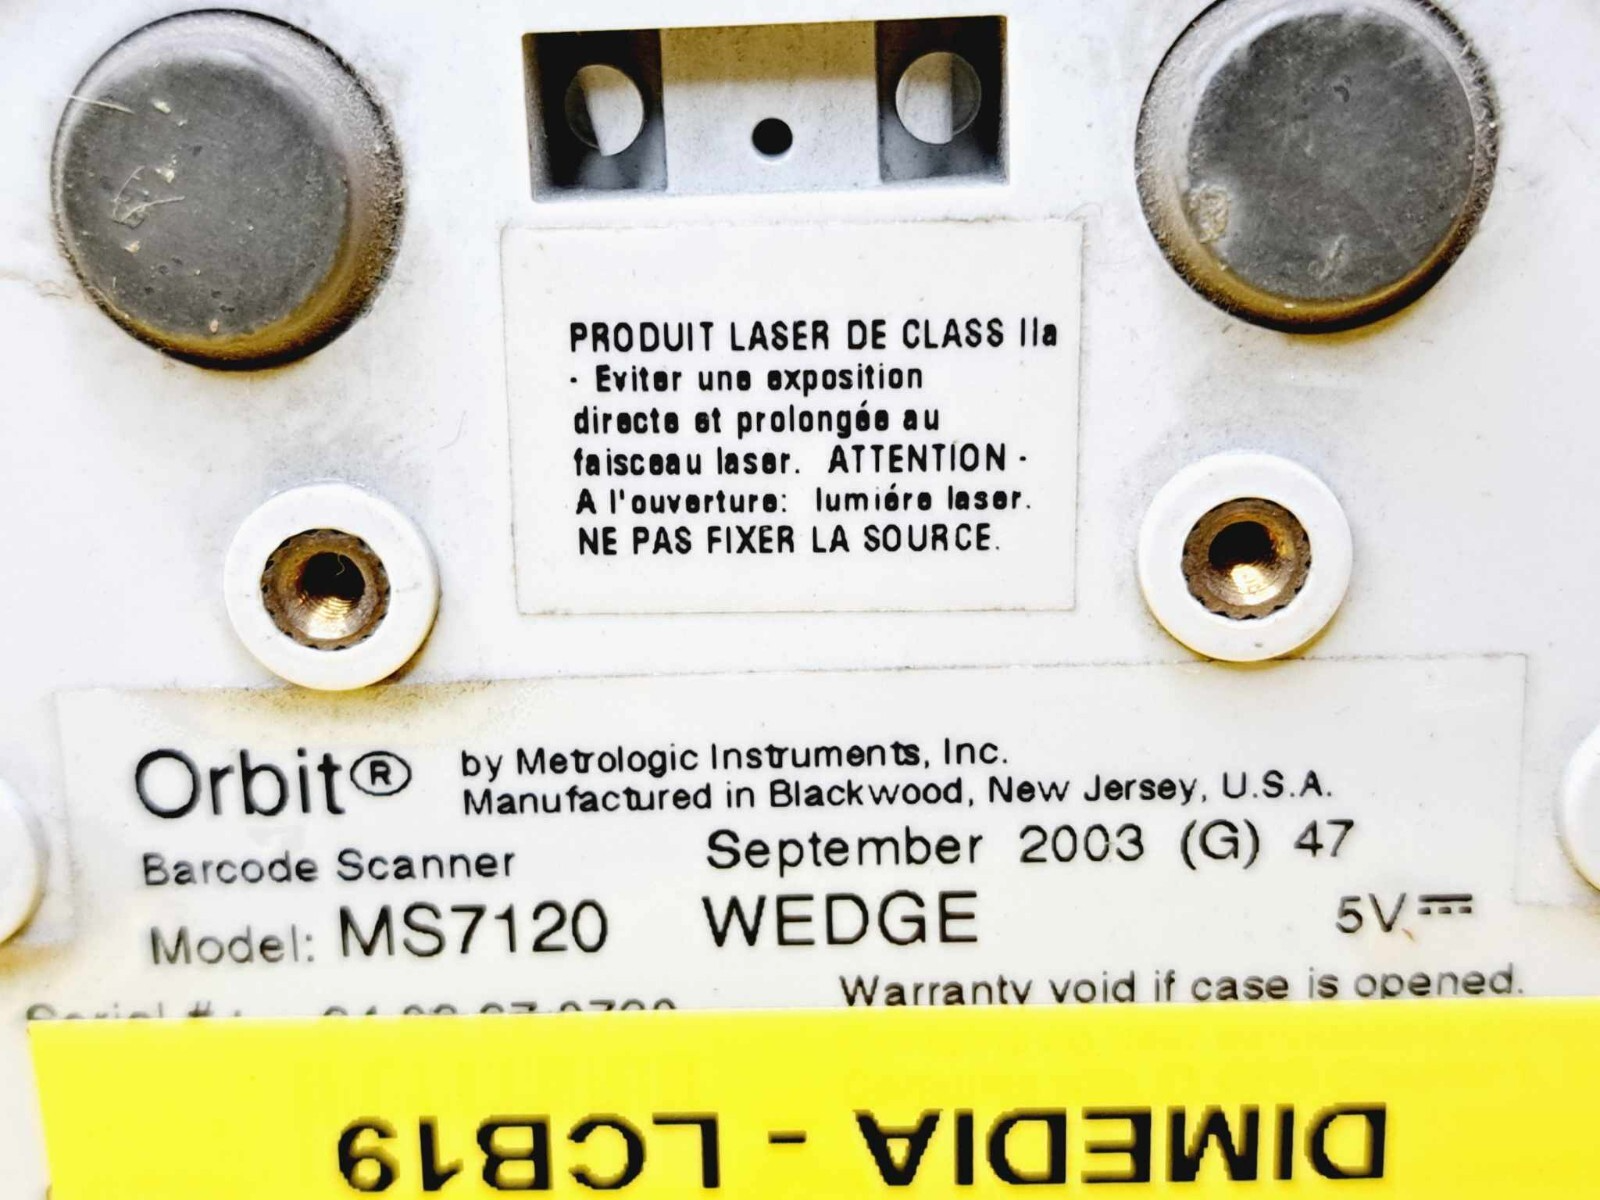 PRODUIT LASER DE CLASS IIa
· Eviter une exposition
directe et prolongée au
faisceau laser. ATTENTION -
A l'ouverture: lumiére laser.
NE PAS FIXER LA SOURCE.
Orbit® by Metrologic Instruments, Inc.
Manufactured in Blackwood, New Jersey, U.S.A.
Barcode Scanner September 2003 (G) 47
Model: MS7120 WEDGE 5V
Warranty void if case is opened.
Serial #:
DIMEDIA - LCB19